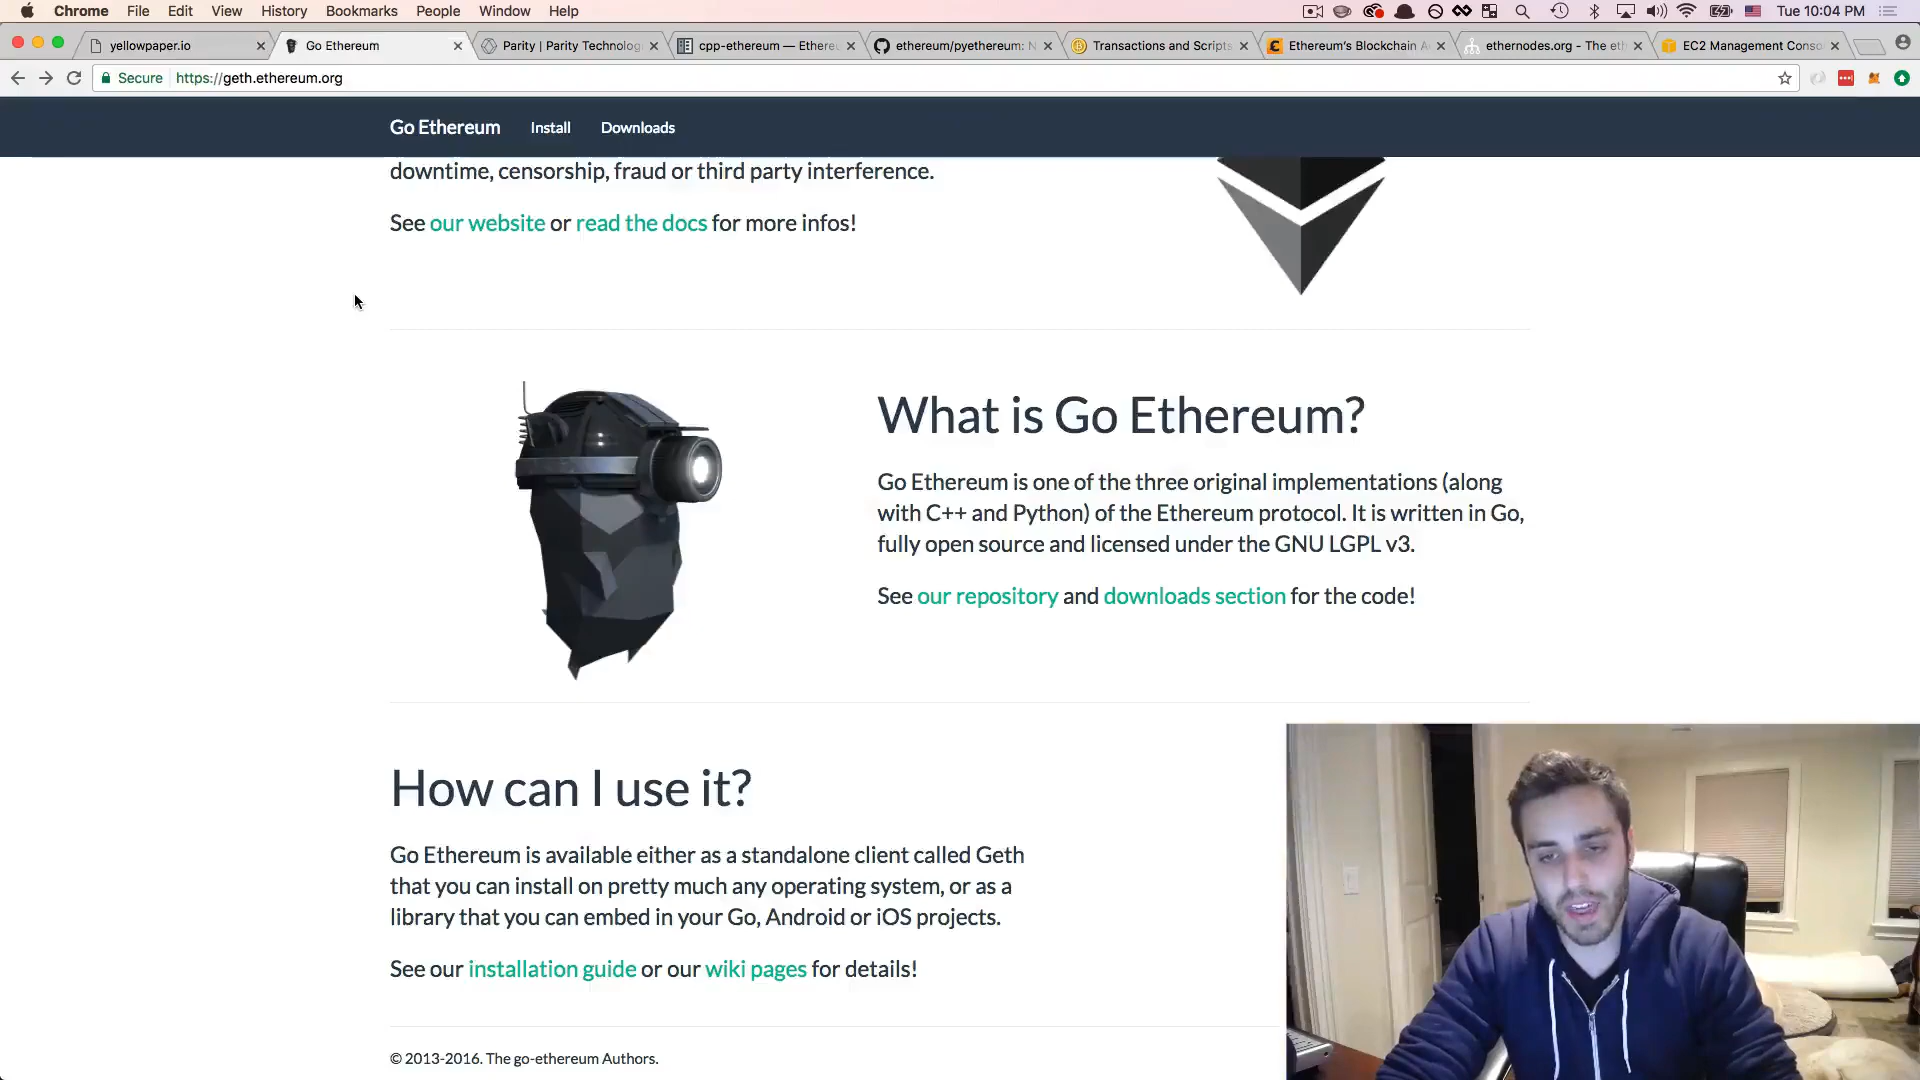 Chrome File Edit View History Bookmarks People Window Help Tue 10:04 PM
yellowpaper.io Go Ethereum Parity | Parity Technolog cpp-ethereum — Ethere ethereum/pyethereum: N Transactions and Scripts Ethereum's Blockchain A ethernodes.org - The eth EC2 Management Conso
Secure https://geth.ethereum.org
Go Ethereum Install Downloads
downtime, censorship, fraud or third party interference.
See our website or read the docs for more infos!
What is Go Ethereum?
Go Ethereum is one of the three original implementations (along
with C++ and Python) of the Ethereum protocol. It is written in Go,
fully open source and licensed under the GNU LGPL v3.
See our repository and downloads section for the code!
How can I use it?
Go Ethereum is available either as a standalone client called Geth
that you can install on pretty much any operating system, or as a
library that you can embed in your Go, Android or iOS projects.
See our installation guide or our wiki pages for details!
© 2013-2016. The go-ethereum Authors.